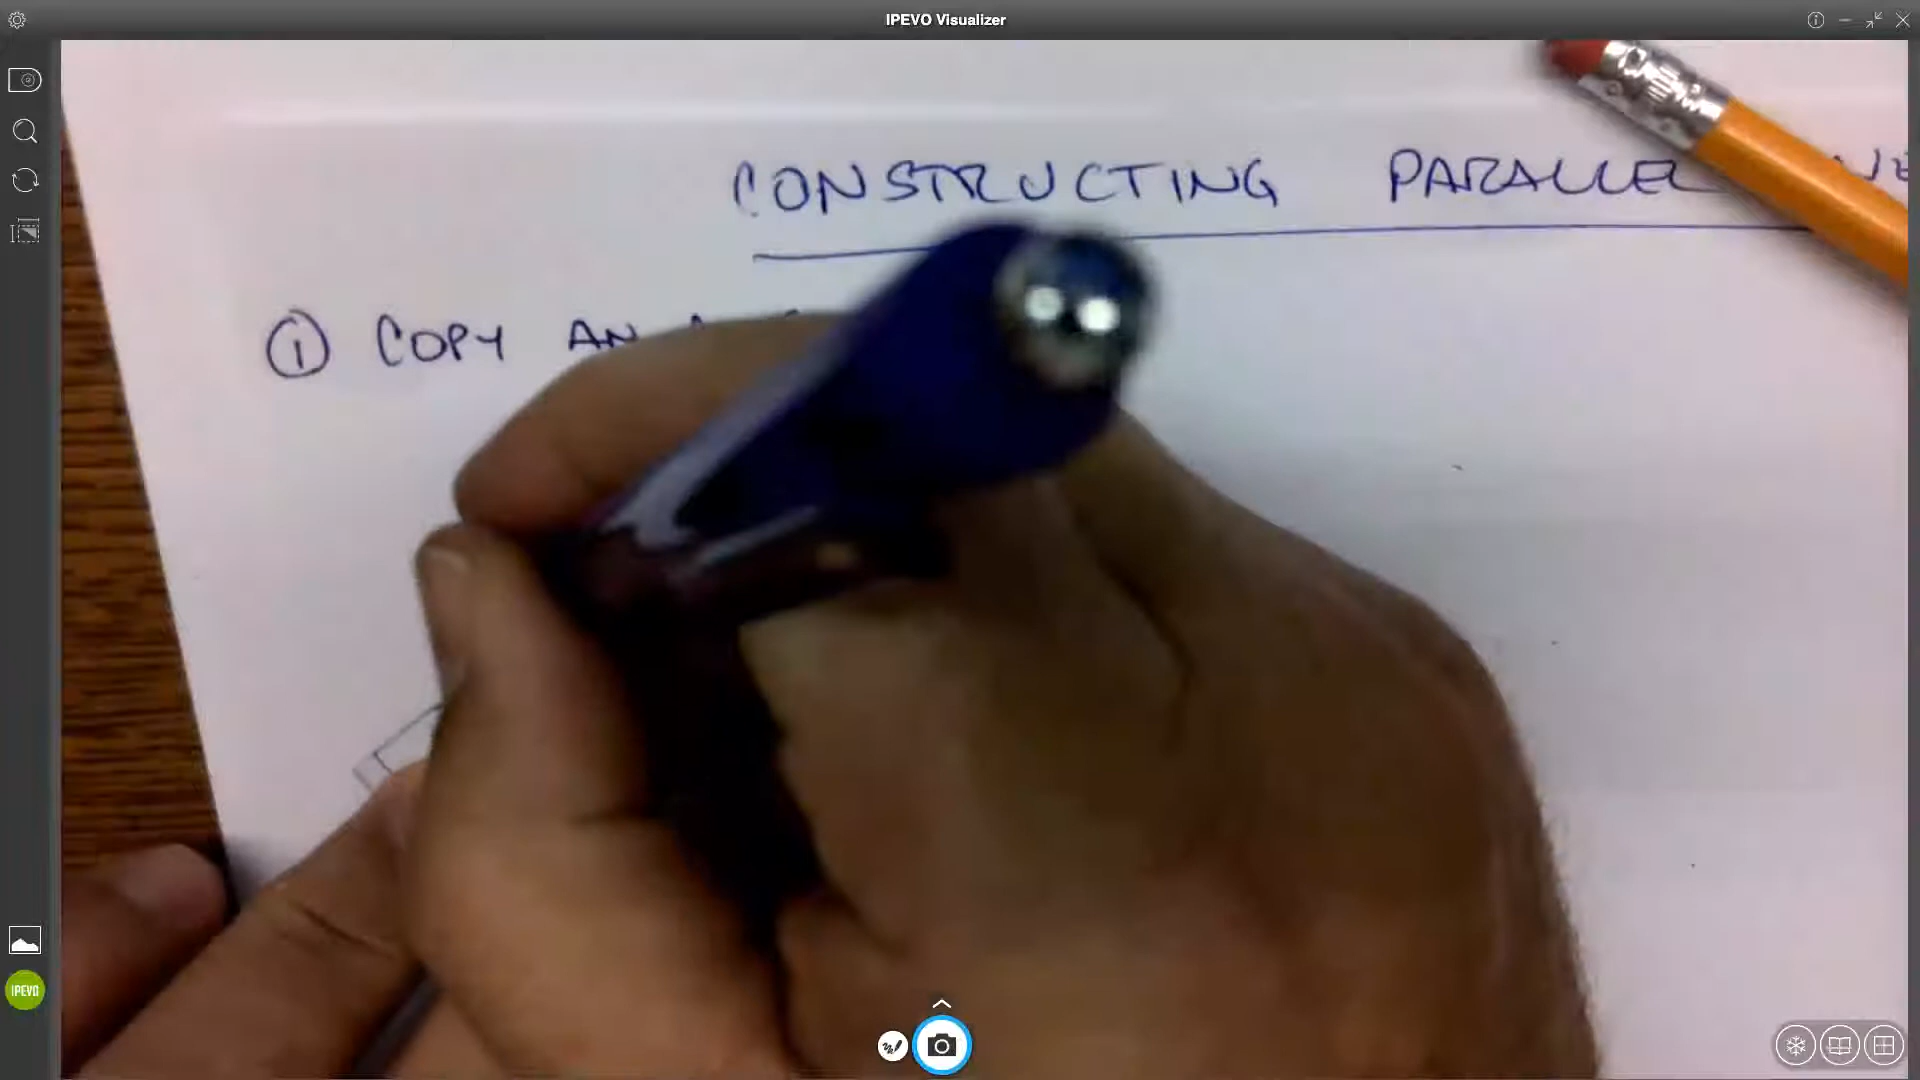 IPEVO Visualizer
CONSTRUCTING PARALLEL
① COPY AN
IPEVO